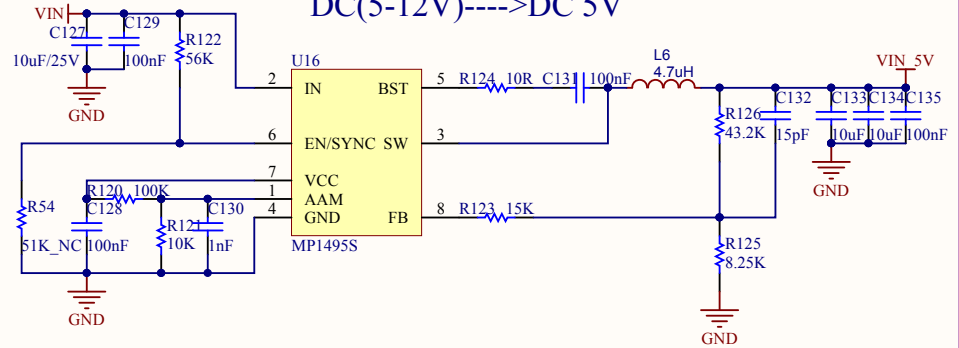 DC(5-12V)---->DC 5V
VIN
C127
10uF/25V
C129
100nF
R122
56K
GND
U16
2
IN
6
EN/SYNC
7
VCC
1
AAM
4
GND
BST
5
SW
3
FB
8
MP1495S
R54
51K_NC
R120
100K
C128
100nF
R121
10K
C130
1nF
GND
R124
10R
C131
100nF
L6
4.7uH
R126
43.2K
C132
15pF
VIN_5V
C133
10uF
C134
10uF
C135
100nF
GND
R123
15K
R125
8.25K
GND